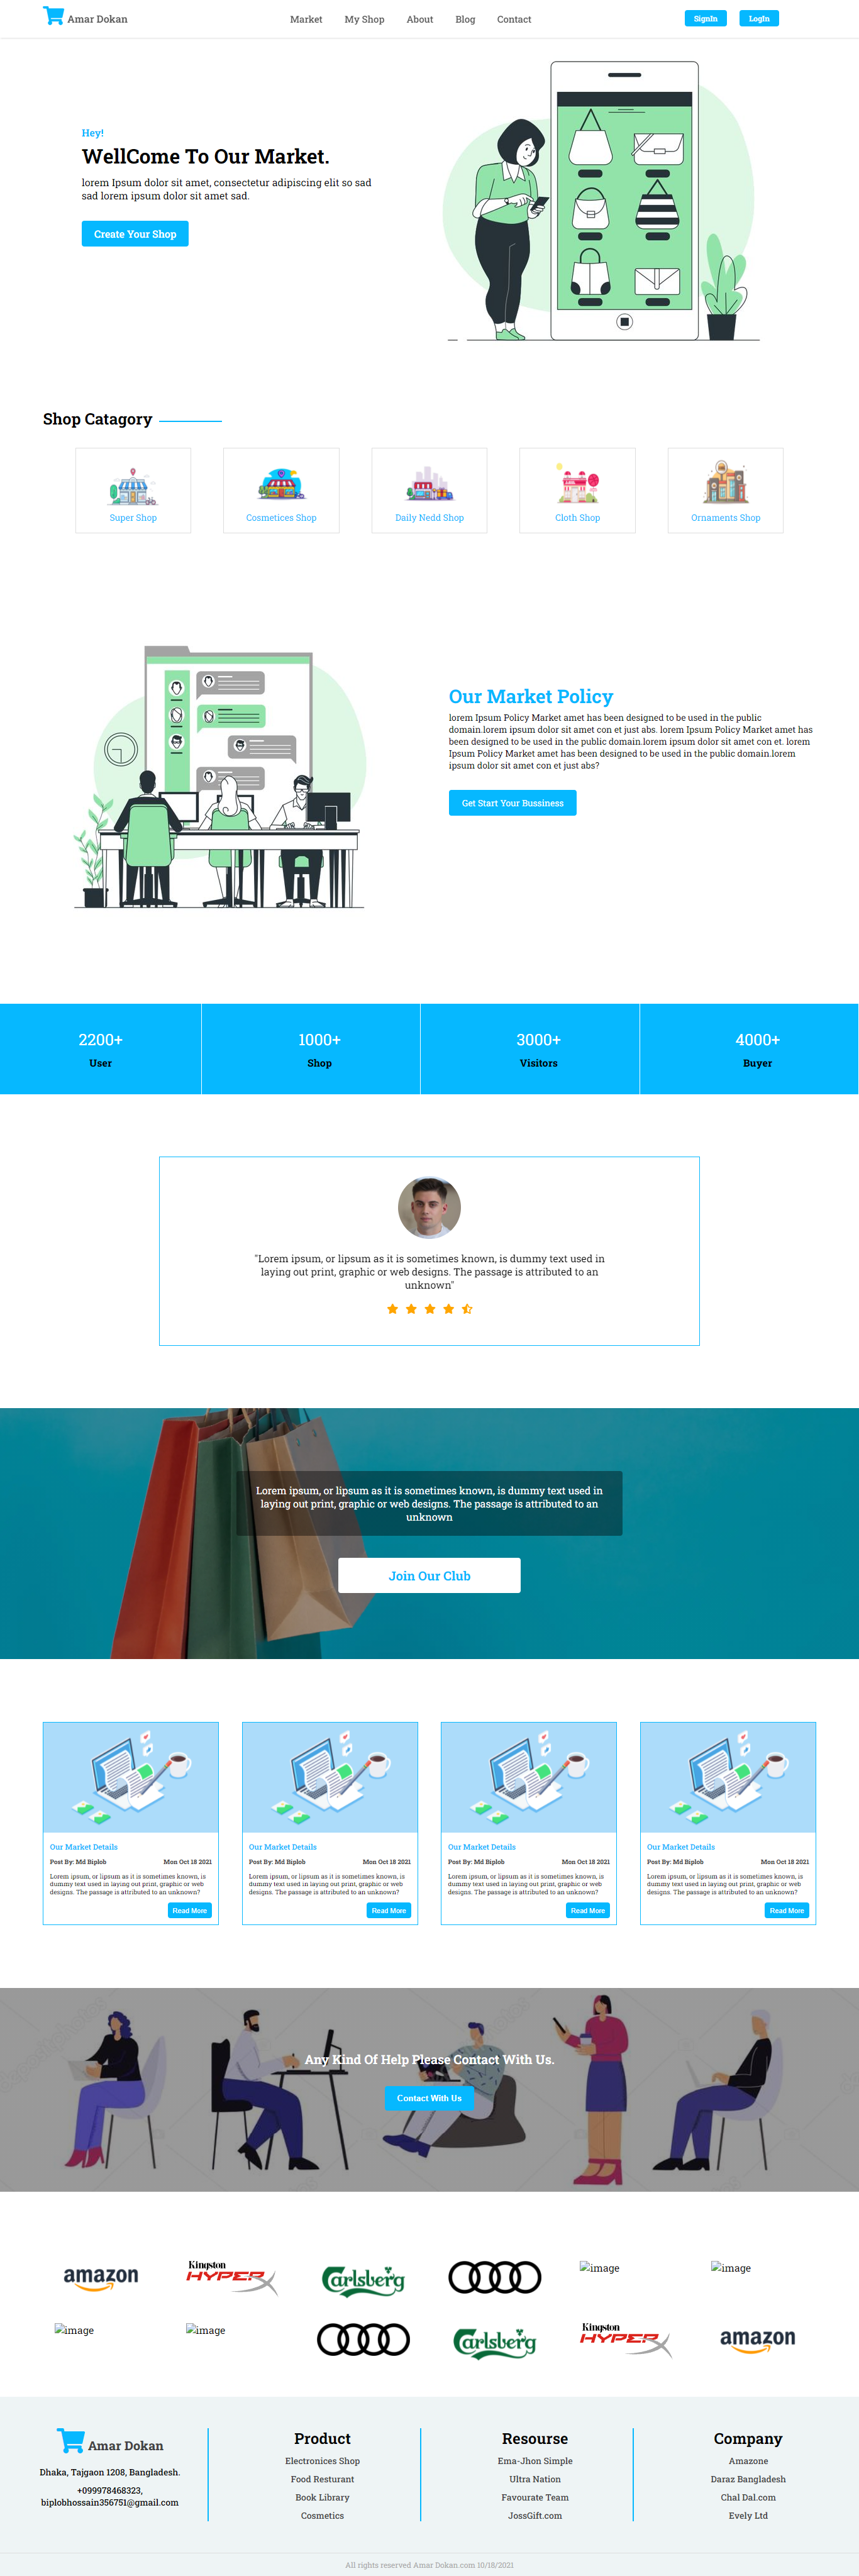 Amar Dokan
Market My Shop About Blog Contact
SignIn LogIn
Hey!
WellCome To Our Market.
lorem Ipsum dolor sit amet, consectetur adipiscing elit so sad
sad lorem ipsum dolor sit amet sad.
Create Your Shop
Shop Catagory
Super Shop
Cosmetices Shop
Daily Nedd Shop
Cloth Shop
Ornaments Shop
Our Market Policy
lorem Ipsum Policy Market amet has been designed to be used in the public
domain.lorem ipsum dolor sit amet con et just abs. lorem Ipsum Policy Market amet has
been designed to be used in the public domain.lorem ipsum dolor sit amet con et. lorem
Ipsum Policy Market amet has been designed to be used in the public domain.lorem
ipsum dolor sit amet con et just abs?
Get Start Your Bussiness
2200+
User
1000+
Shop
3000+
Visitors
4000+
Buyer
"Lorem ipsum, or lipsum as it is sometimes known, is dummy text used in
laying out print, graphic or web designs. The passage is attributed to an
unknown"
Lorem ipsum, or lipsum as it is sometimes known, is dummy text used in
laying out print, graphic or web designs. The passage is attributed to an
unknown
Join Our Club
Our Market Details
Post By: Md Biplob Mon Oct 18 2021
Lorem ipsum, or lipsum as it is sometimes known, is
dummy text used in laying out print, graphic or web
designs. The passage is attributed to an unknown?
Read More
Our Market Details
Post By: Md Biplob Mon Oct 18 2021
Lorem ipsum, or lipsum as it is sometimes known, is
dummy text used in laying out print, graphic or web
designs. The passage is attributed to an unknown?
Read More
Our Market Details
Post By: Md Biplob Mon Oct 18 2021
Lorem ipsum, or lipsum as it is sometimes known, is
dummy text used in laying out print, graphic or web
designs. The passage is attributed to an unknown?
Read More
Our Market Details
Post By: Md Biplob Mon Oct 18 2021
Lorem ipsum, or lipsum as it is sometimes known, is
dummy text used in laying out print, graphic or web
designs. The passage is attributed to an unknown?
Read More
Any Kind Of Help Please Contact With Us.
Contact With Us
amazon
Kingston
HYPERX
Carlsberg
image
image
image
image
Carlsberg
Kingston
HYPERX
amazon
Amar Dokan
Dhaka, Tajgaon 1208, Bangladesh.
+099978468323,
biplobhossain356751@gmail.com
Product
Electronices Shop
Food Resturant
Book Library
Cosmetics
Resourse
Ema-Jhon Simple
Ultra Nation
Favourate Team
JossGift.com
Company
Amazone
Daraz Bangladesh
Chal Dal.com
Evely Ltd
All rights reserved Amar Dokan.com 10/18/2021